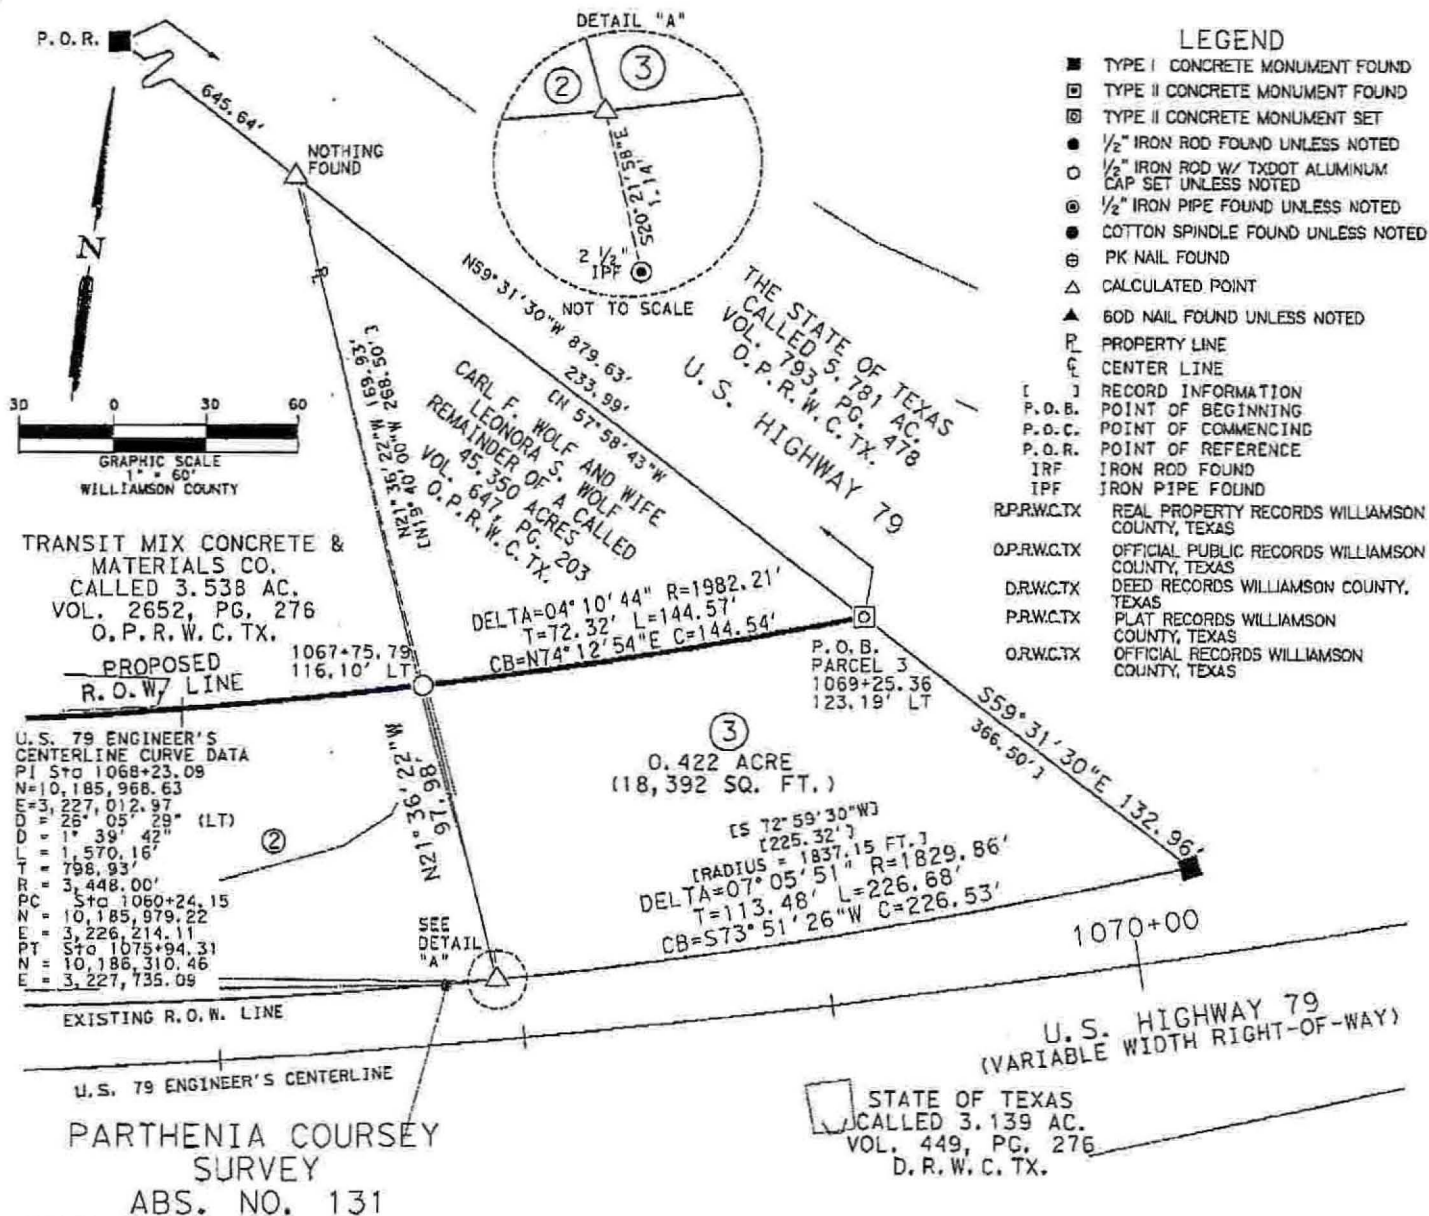 P.O.R.
645.64'
NOTHING
FOUND
N
DETAIL "A"
2
3
S20°21'58"E
1.14'
2 1/2"
IPF
NOT TO SCALE
30 0 30 60
GRAPHIC SCALE
1" = 60'
WILLIAMSON COUNTY
PL
N21°36'22"W 169.93'
[N19°40'00"W 268.50']
N59°31'30"W 879.63'
233.99'
[N 57°58'43"W
CARL F. WOLF AND WIFE
LEONORA S. WOLF
REMAINDER OF A CALLED
45.350 ACRES
VOL. 647, PG. 203
O.P.R.W.C.TX.
THE STATE OF TEXAS
CALLED 5.781 AC.
VOL. 793, PG. 478
O.P.R.W.C.TX.
U.S. HIGHWAY 79
TRANSIT MIX CONCRETE &
MATERIALS CO.
CALLED 3.538 AC.
VOL. 2652, PG. 276
O.P.R.W.C.TX.
PROPOSED
R.O.W. LINE
1067+75.79
116.10' LT
DELTA=04°10'44" R=1982.21'
T=72.32' L=144.57'
CB=N74°12'54"E C=144.54'
P.O.B.
PARCEL 3
1069+25.36
123.19' LT
S59°31'30"E 132.96'
366.50']
3
0.422 ACRE
(18,392 SQ. FT.)
[S 72°59'30"W]
[225.32']
[RADIUS = 1837.15 FT.]
DELTA=07°05'51" R=1829.86'
T=113.48' L=226.68'
CB=S73°51'26"W C=226.53'
N21°36'22"W
97.98'
U.S. 79 ENGINEER'S
CENTERLINE CURVE DATA
PI Sta 1068+23.09
N=10,185,968.63
E=3,227,012.97
D = 26° 05' 29" (LT)
D = 1° 39' 42"
L = 1,570.16'
T = 798.93'
R = 3,448.00'
PC Sta 1060+24.15
N = 10,185,979.22
E = 3,226,214.11
PT Sta 1075+94.31
N = 10,186,310.46
E = 3,227,735.09
2
SEE
DETAIL
"A"
EXISTING R.O.W. LINE
U.S. 79 ENGINEER'S CENTERLINE
PARTHENIA COURSEY
SURVEY
ABS. NO. 131
1070+00
U.S. HIGHWAY 79
(VARIABLE WIDTH RIGHT-OF-WAY)
STATE OF TEXAS
CALLED 3.139 AC.
VOL. 449, PG. 276
D.R.W.C.TX.
LEGEND
TYPE I CONCRETE MONUMENT FOUND
TYPE II CONCRETE MONUMENT FOUND
TYPE II CONCRETE MONUMENT SET
1/2" IRON ROD FOUND UNLESS NOTED
1/2" IRON ROD W/ TXDOT ALUMINUM
CAP SET UNLESS NOTED
1/2" IRON PIPE FOUND UNLESS NOTED
COTTON SPINDLE FOUND UNLESS NOTED
PK NAIL FOUND
CALCULATED POINT
60D NAIL FOUND UNLESS NOTED
PL PROPERTY LINE
CL CENTER LINE
[ ] RECORD INFORMATION
P.O.B. POINT OF BEGINNING
P.O.C. POINT OF COMMENCING
P.O.R. POINT OF REFERENCE
IRF IRON ROD FOUND
IPF IRON PIPE FOUND
R.P.R.W.C.TX REAL PROPERTY RECORDS WILLIAMSON
COUNTY, TEXAS
O.P.R.W.C.TX OFFICIAL PUBLIC RECORDS WILLIAMSON
COUNTY, TEXAS
D.R.W.C.TX DEED RECORDS WILLIAMSON COUNTY,
TEXAS
P.R.W.C.TX PLAT RECORDS WILLIAMSON
COUNTY, TEXAS
O.R.W.C.TX OFFICIAL RECORDS WILLIAMSON
COUNTY, TEXAS